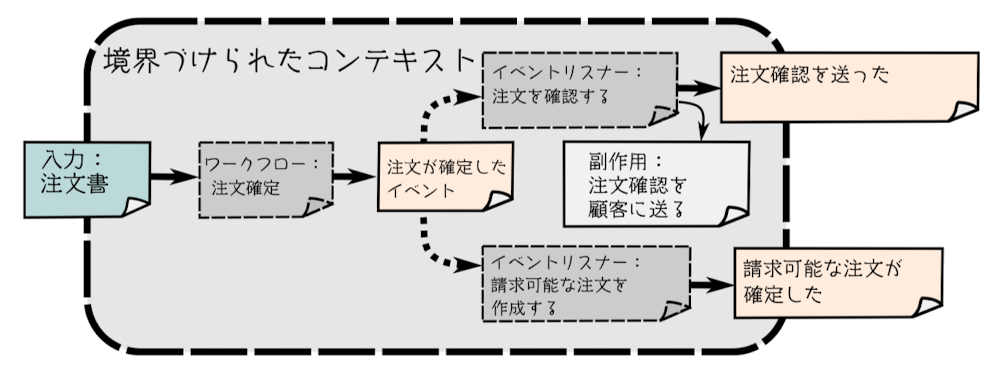 境界づけられたコンテキスト
入力：
注文書
ワークフロー：
注文確定
注文が確定した
イベント
イベントリスナー：
注文を確認する
注文確認を送った
副作用：
注文確認を
顧客に送る
イベントリスナー：
請求可能な注文を
作成する
請求可能な注文が
確定した